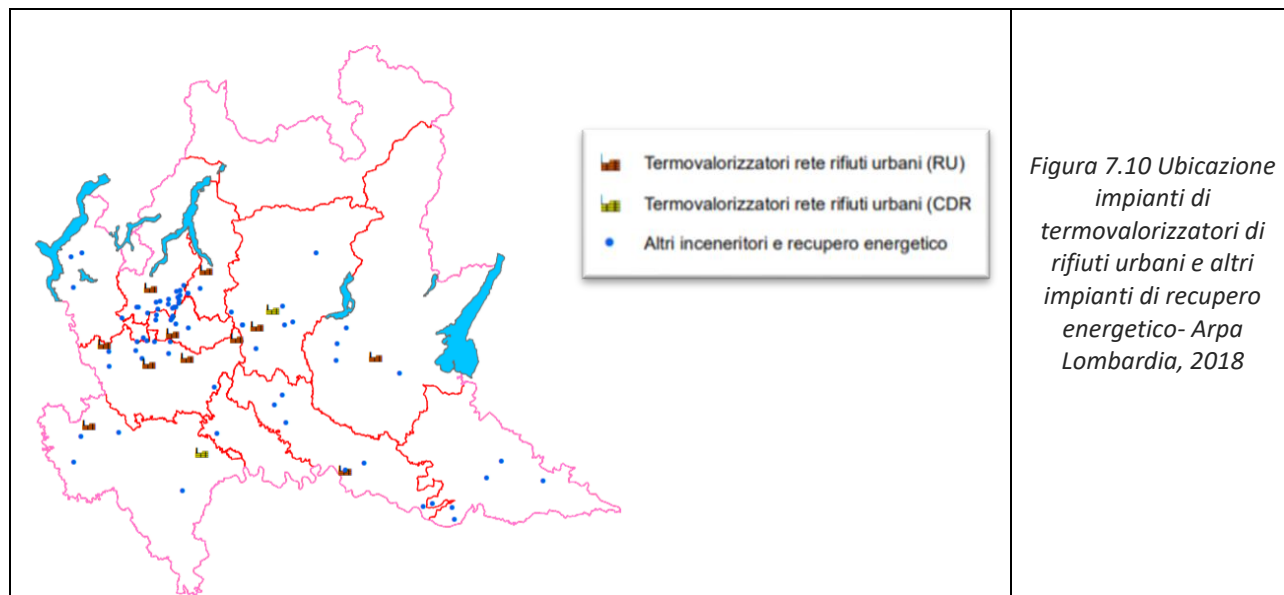 Termovalorizzatori rete rifiuti urbani (RU)
Termovalorizzatori rete rifiuti urbani (CDR
Altri inceneritori e recupero energetico
Figura 7.10 Ubicazione
impianti di
termovalorizzatori di
rifiuti urbani e altri
impianti di recupero
energetico- Arpa
Lombardia, 2018